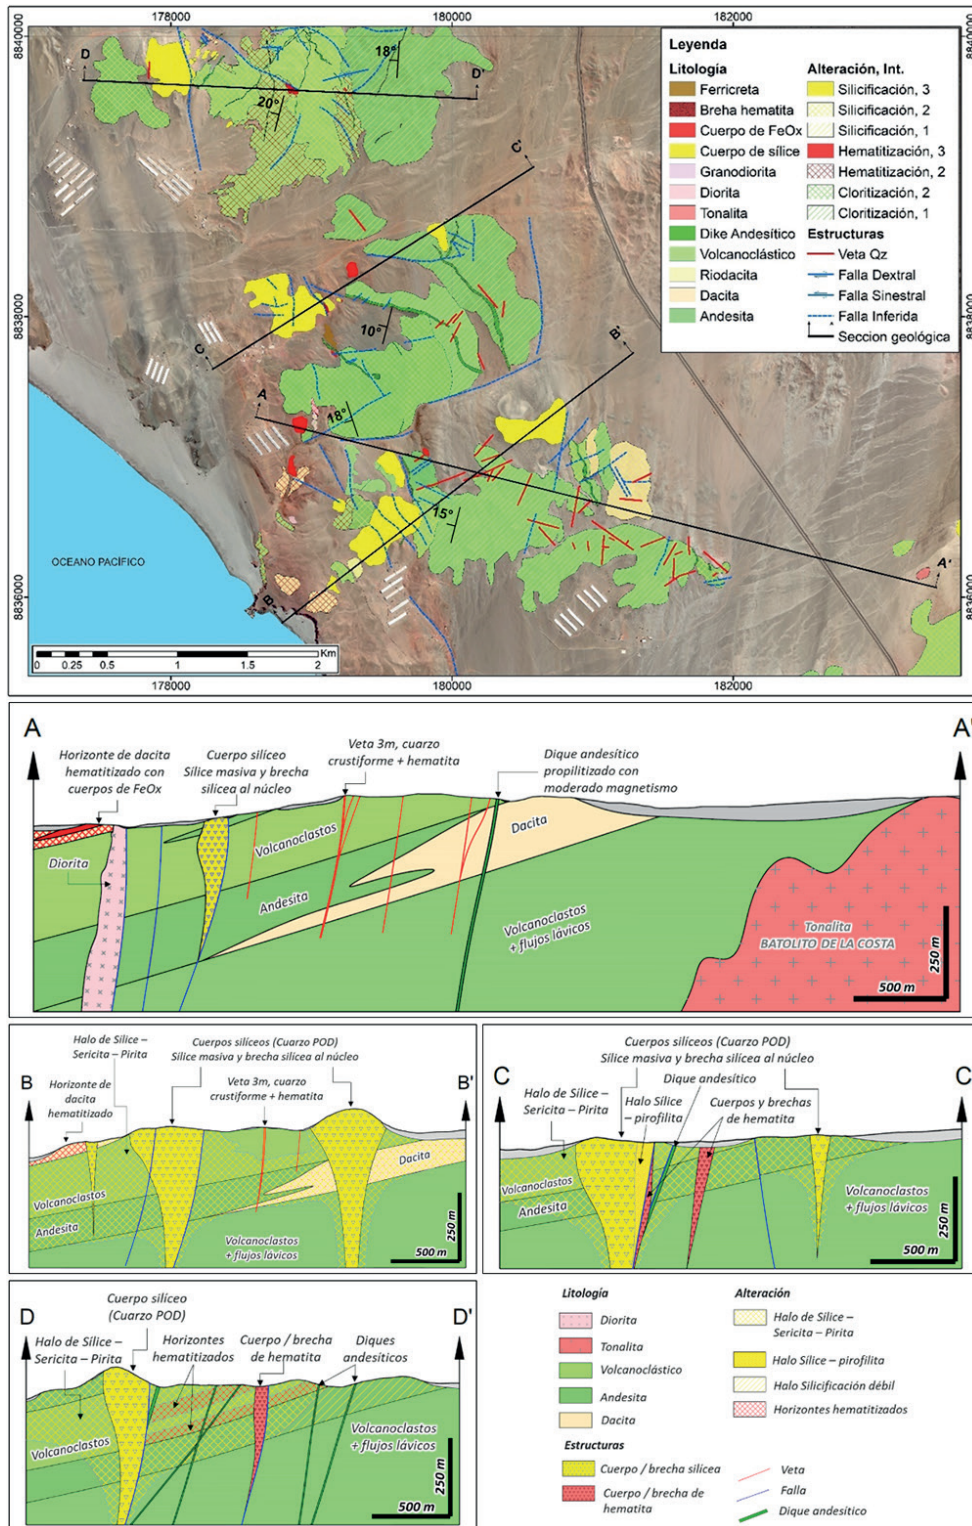 178000
180000
182000
8840000
8840000
Leyenda
Litología
Ferricreta
Breha hematita
Cuerpo de FeOx
Cuerpo de sílice
Granodiorita
Diorita
Tonalita
Dike Andesítico
Volcanoclástico
Riodacita
Dacita
Andesita
Alteración, Int.
Silicificación, 3
Silicificación, 2
Silicificación, 1
Hematitización, 3
Hematitización, 2
Cloritización, 2
Cloritización, 1
Estructuras
Veta Qz
Falla Dextral
Falla Sinestral
Falla Inferida
Seccion geológica
D
D'
18°
20°
C'
8838000
8838000
10°
B'
C
A
18°
15°
OCEANO PACÍFICO
A'
B
8836000
8836000
0
0.25
0.5
1
1.5
2
Km
178000
180000
182000
A
A'
Horizonte de dacita
hematitizado con
cuerpos de FeOx
Cuerpo silíceo
Sílice masiva y brecha
silícea al núcleo
Veta 3m, cuarzo
crustiforme + hematita
Dique andesítico
propilitizado con
moderado magnetismo
Diorita
Volcanoclastos
Dacita
Andesita
Volcanoclastos
+ flujos lávicos
Tonalita
BATOLITO DE LA COSTA
250 m
500 m
B
B'
Halo de Sílice –
Sericita – Pirita
Cuerpos silíceos (Cuarzo POD)
Sílice masiva y brecha silícea al núcleo
Horizonte de
dacita
hematitizado
Veta 3m, cuarzo
crustiforme + hematita
Dacita
Volcanoclastos
Andesita
Volcanoclastos
+ flujos lávicos
250 m
500 m
C
C
Cuerpos silíceos (Cuarzo POD)
Sílice masiva y brecha silícea al núcleo
Dique andesítico
Halo de Sílice –
Sericita – Pirita
Halo Sílice
– pirofilita
Cuerpos y brechas
de hematita
Volcanoclastos
Andesita
Volcanoclastos
+ flujos lávicos
250 m
500 m
D
D'
Cuerpo silíceo
(Cuarzo POD)
Halo de Sílice –
Sericita – Pirita
Horizontes
hematitizados
Cuerpo / brecha
de hematita
Diques
andesíticos
Volcanoclastos
Volcanoclastos
+ flujos lávicos
250 m
500 m
Litología
Diorita
Tonalita
Volcanoclástico
Andesita
Dacita
Alteración
Halo de Sílice –
Sericita – Pirita
Halo Sílice – pirofilita
Halo Silicificación débil
Horizontes hematitizados
Estructuras
Cuerpo / brecha silícea
Cuerpo / brecha de
hematita
Veta
Falla
Dique andesítico